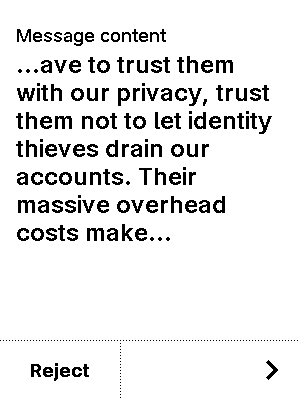 Message content
...ave to trust them
with our privacy, trust
them not to let identity
thieves drain our
accounts. Their
massive overhead
costs make...
Reject